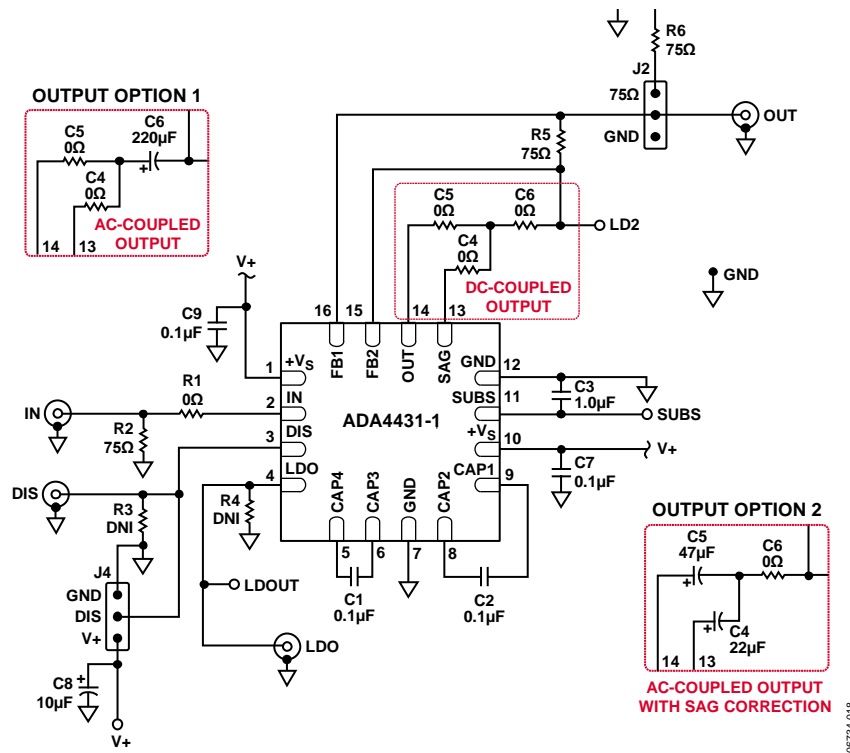 R6
75Ω
J2
75Ω
GND
OUT
OUTPUT OPTION 1
C6
220µF
C5
0Ω
C4
0Ω
AC-COUPLED
OUTPUT
14 13
R5
75Ω
C5
0Ω
C6
0Ω
C4
0Ω
LD2
DC-COUPLED
OUTPUT
GND
V+
C9
0.1µF
16 15 14 13
+VS
FB1
FB2
OUT
SAG
GND
1
12
R1
0Ω
IN
2
IN
SUBS
11
C3
1.0µF
SUBS
R2
75Ω
3
DIS
ADA4431-1
+VS
10
V+
4
LDO
CAP1
9
C7
0.1µF
DIS
R3
DNI
R4
DNI
CAP4
CAP3
GND
CAP2
5 6 7 8
J4
GND
DIS
V+
LDOUT
C1
0.1µF
C2
0.1µF
LDO
C8
10µF
V+
OUTPUT OPTION 2
C5
47µF
C6
0Ω
C4
22µF
14 13
AC-COUPLED OUTPUT
WITH SAG CORRECTION